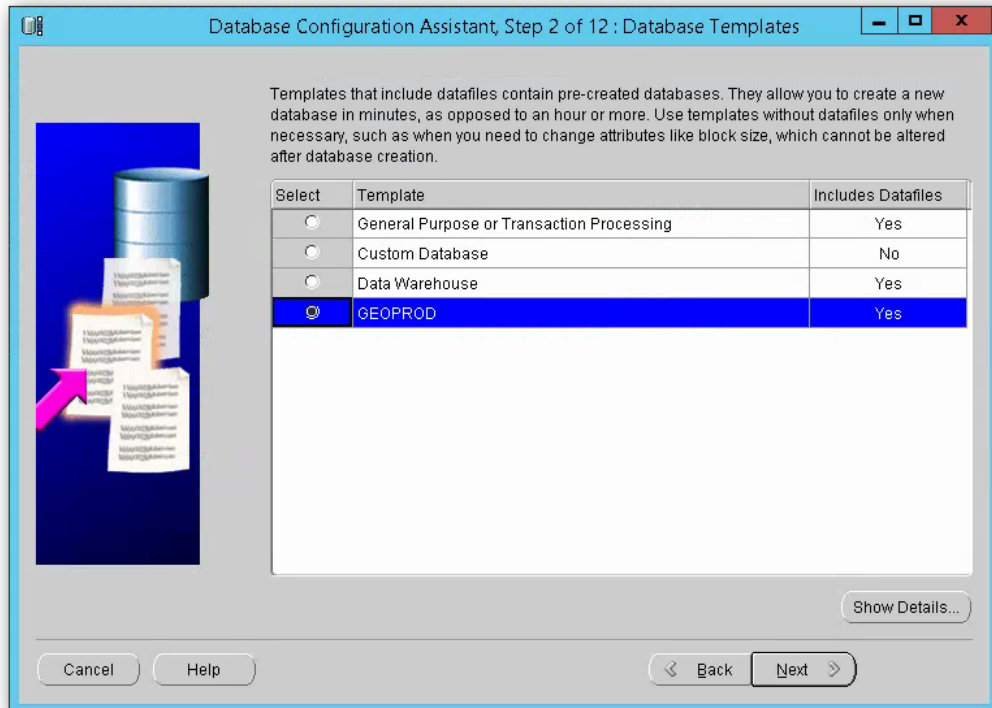 Database Configuration Assistant, Step 2 of 12 : Database Templates
Templates that include datafiles contain pre-created databases. They allow you to create a new
database in minutes, as opposed to an hour or more. Use templates without datafiles only when
necessary, such as when you need to change attributes like block size, which cannot be altered
after database creation.
Select Template Includes Datafiles
General Purpose or Transaction Processing Yes
Custom Database No
Data Warehouse Yes
GEOPROD Yes
Show Details...
Cancel Help Back Next